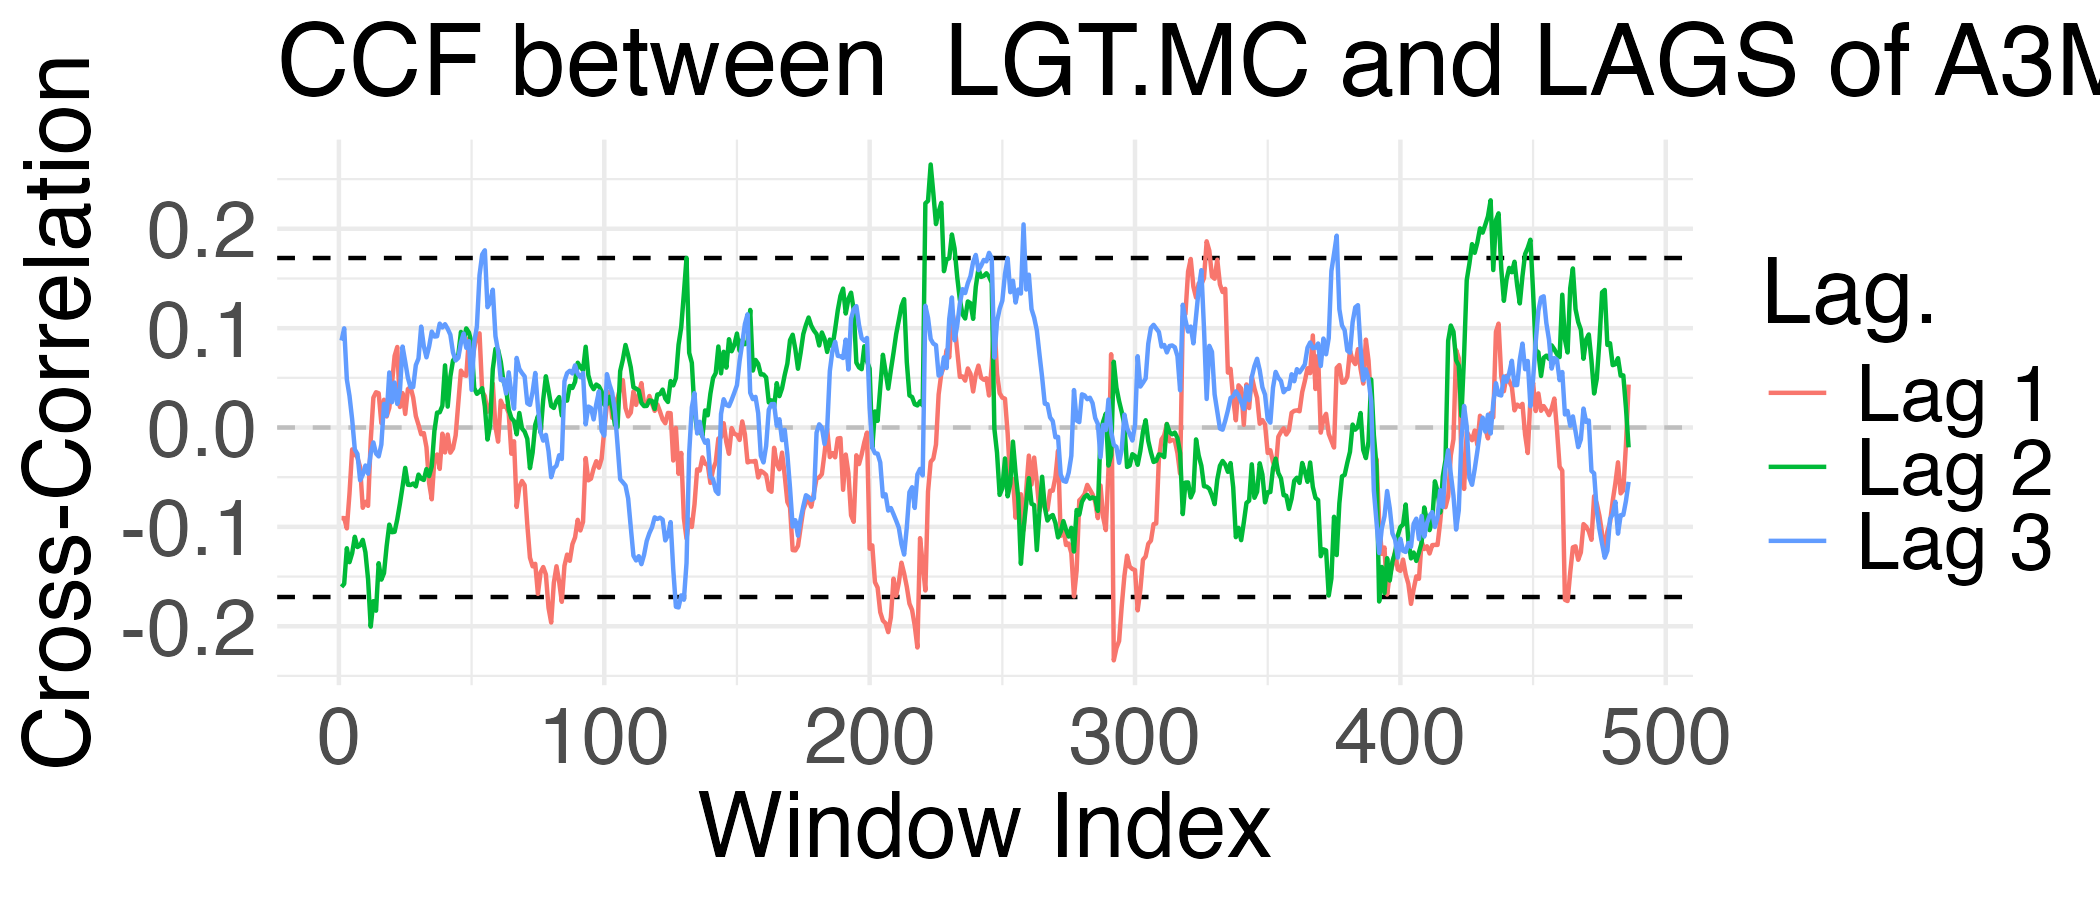 CCF between LGT.MC and LAGS of A3M
Cross-Correlation
0.2
0.1
0.0
-0.1
-0.2
0
100
200
300
400
500
Window Index
Lag.
Lag 1
Lag 2
Lag 3